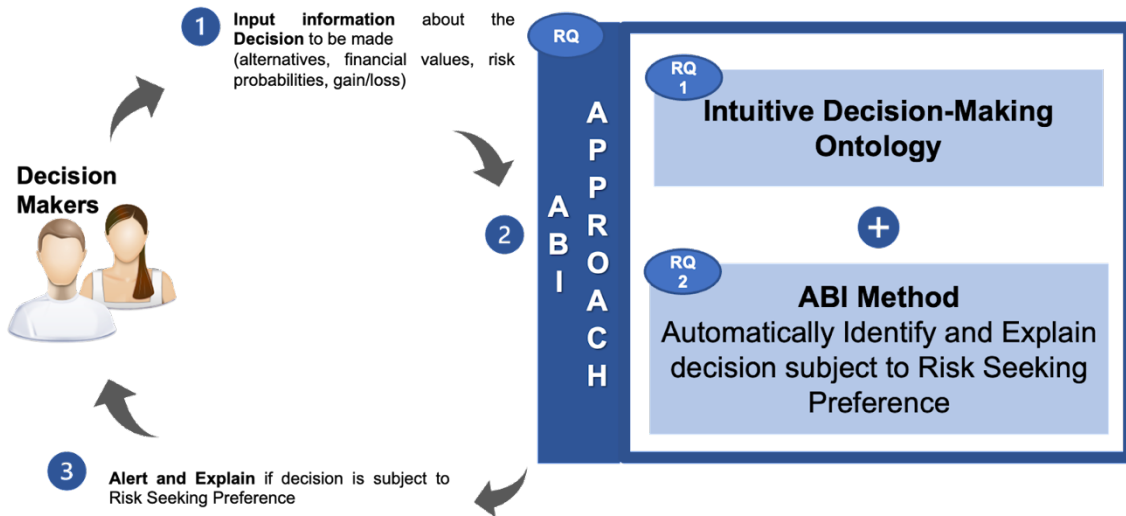 1
Input information about the
Decision to be made
(alternatives, financial values, risk
probabilities, gain/loss)
Decision
Makers
2
RQ
ABI
APPROACH
RQ
1
Intuitive Decision-Making
Ontology
+
RQ
2
ABI Method
Automatically Identify and Explain
decision subject to Risk Seeking
Preference
3
Alert and Explain if decision is subject to
Risk Seeking Preference